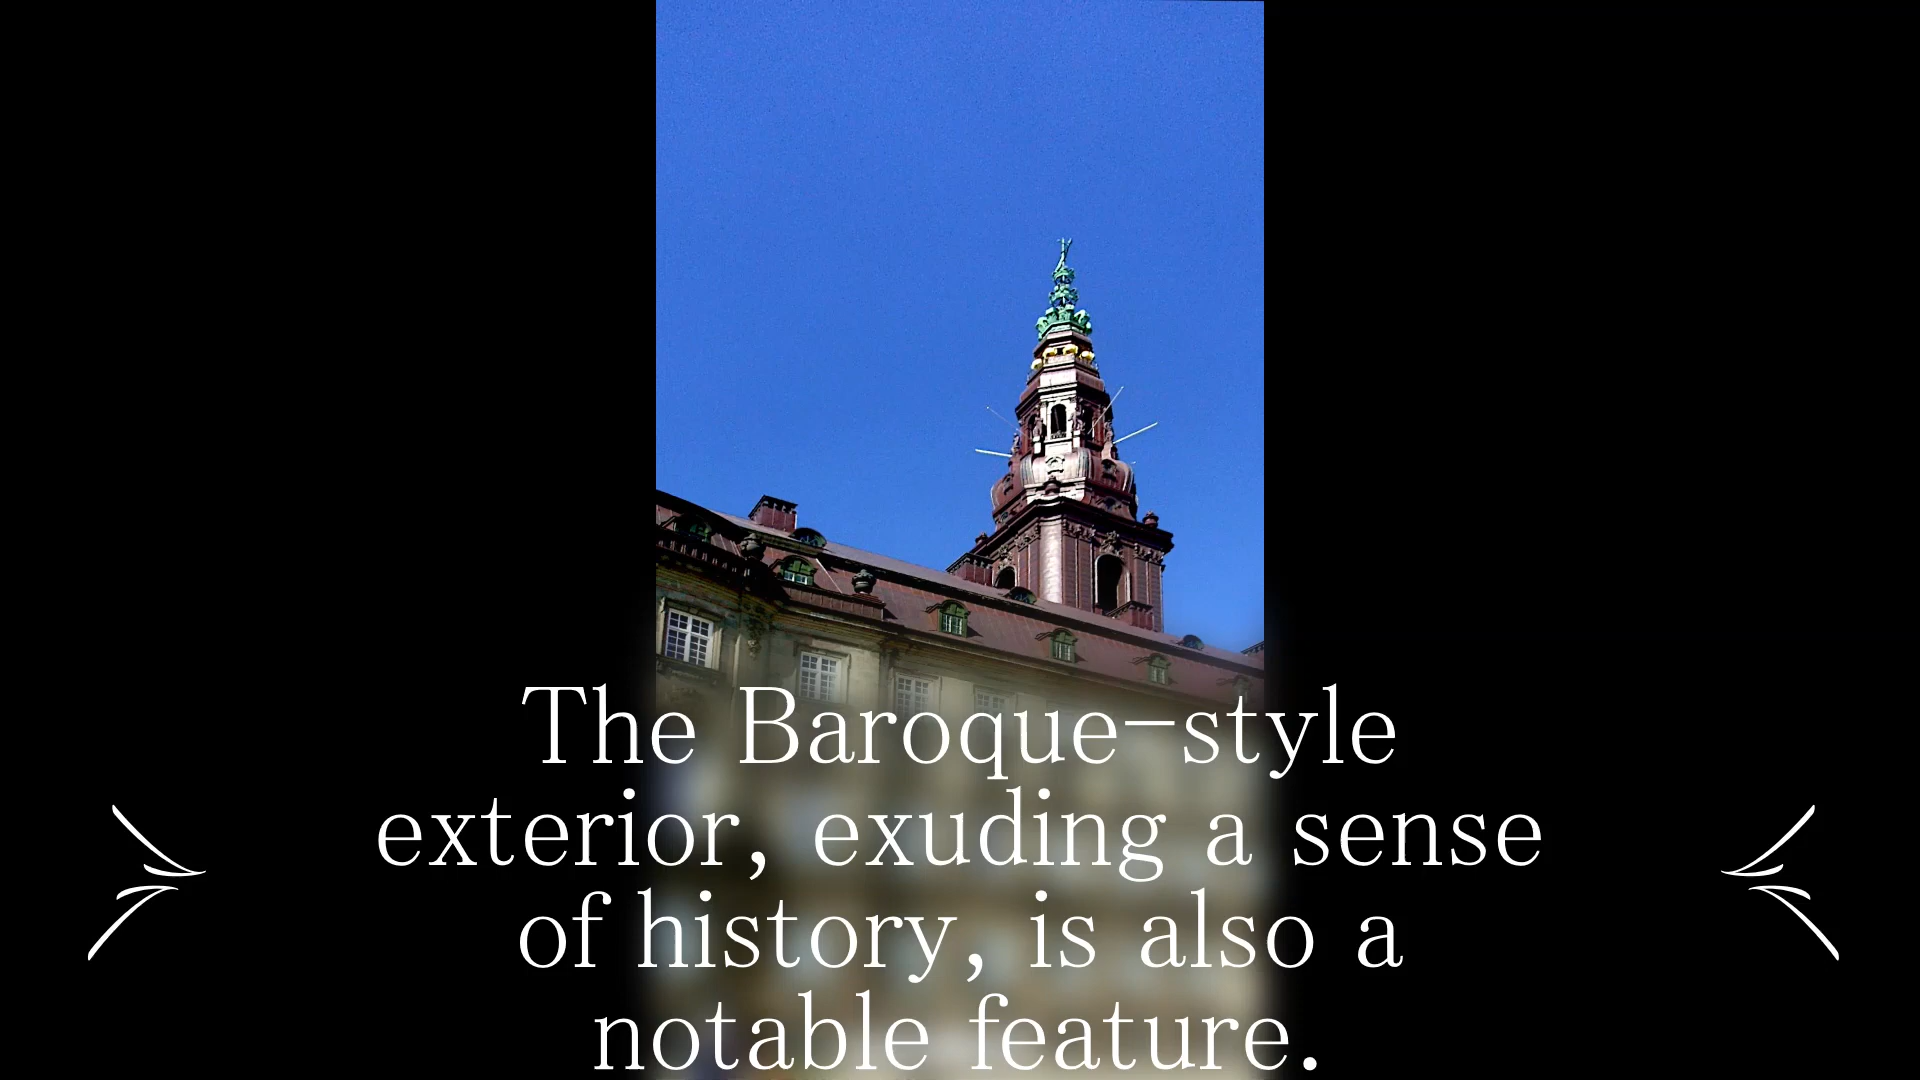 The Baroque-style
exterior, exuding a sense
of history, is also a
notable feature.